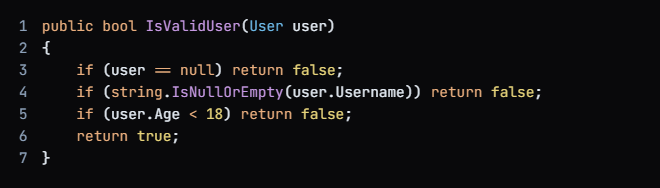 1 public bool IsValidUser(User user)
2 {
3     if (user == null) return false;
4     if (string.IsNullOrEmpty(user.Username)) return false;
5     if (user.Age < 18) return false;
6     return true;
7 }